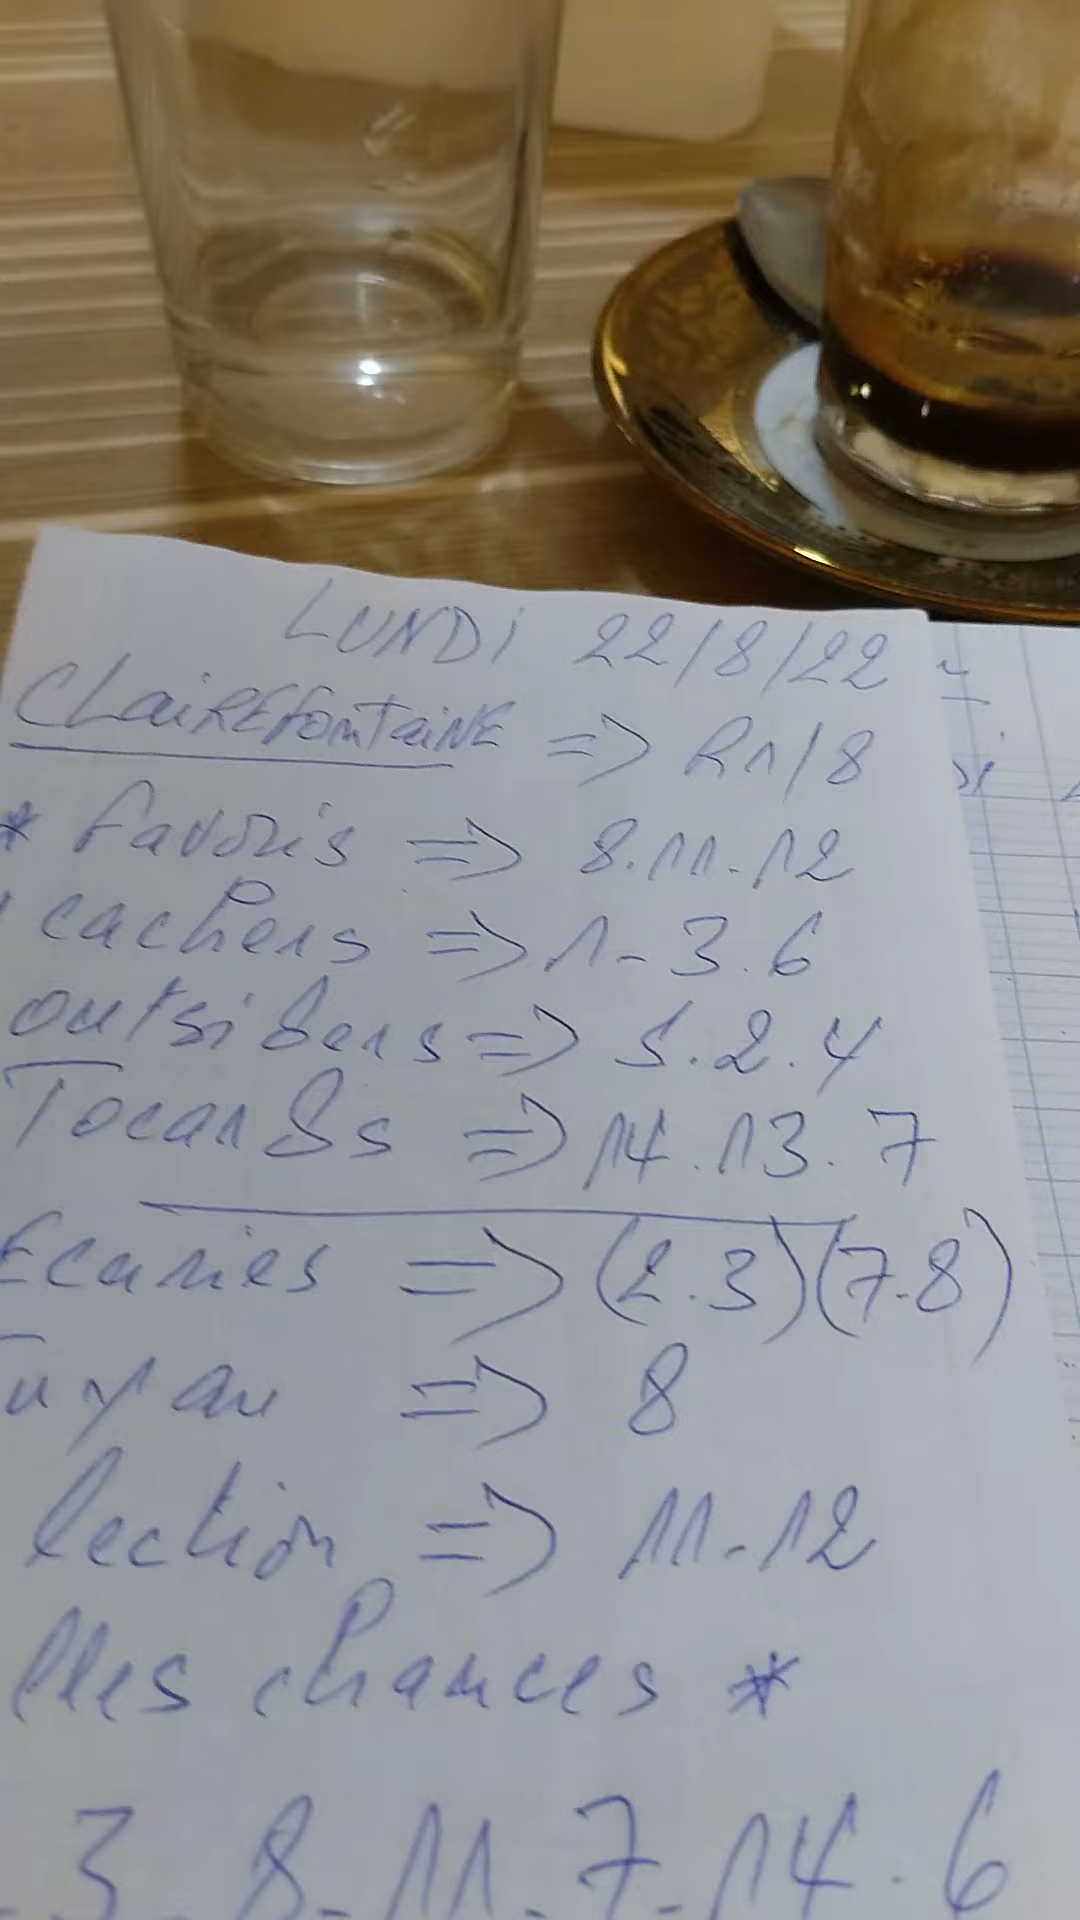 LUNDI 22/8/22
CLAIREFONTAINE => R1/8
* favoris => 8.11.12
cachers => 1-3.6
outsiders => 5.2.4
Tocards => 14.13.7
Ecaries => (2.3)(7.8)
Tuyau => 8
lection => 11-12
lles chances *
3-8-11-7-14.6